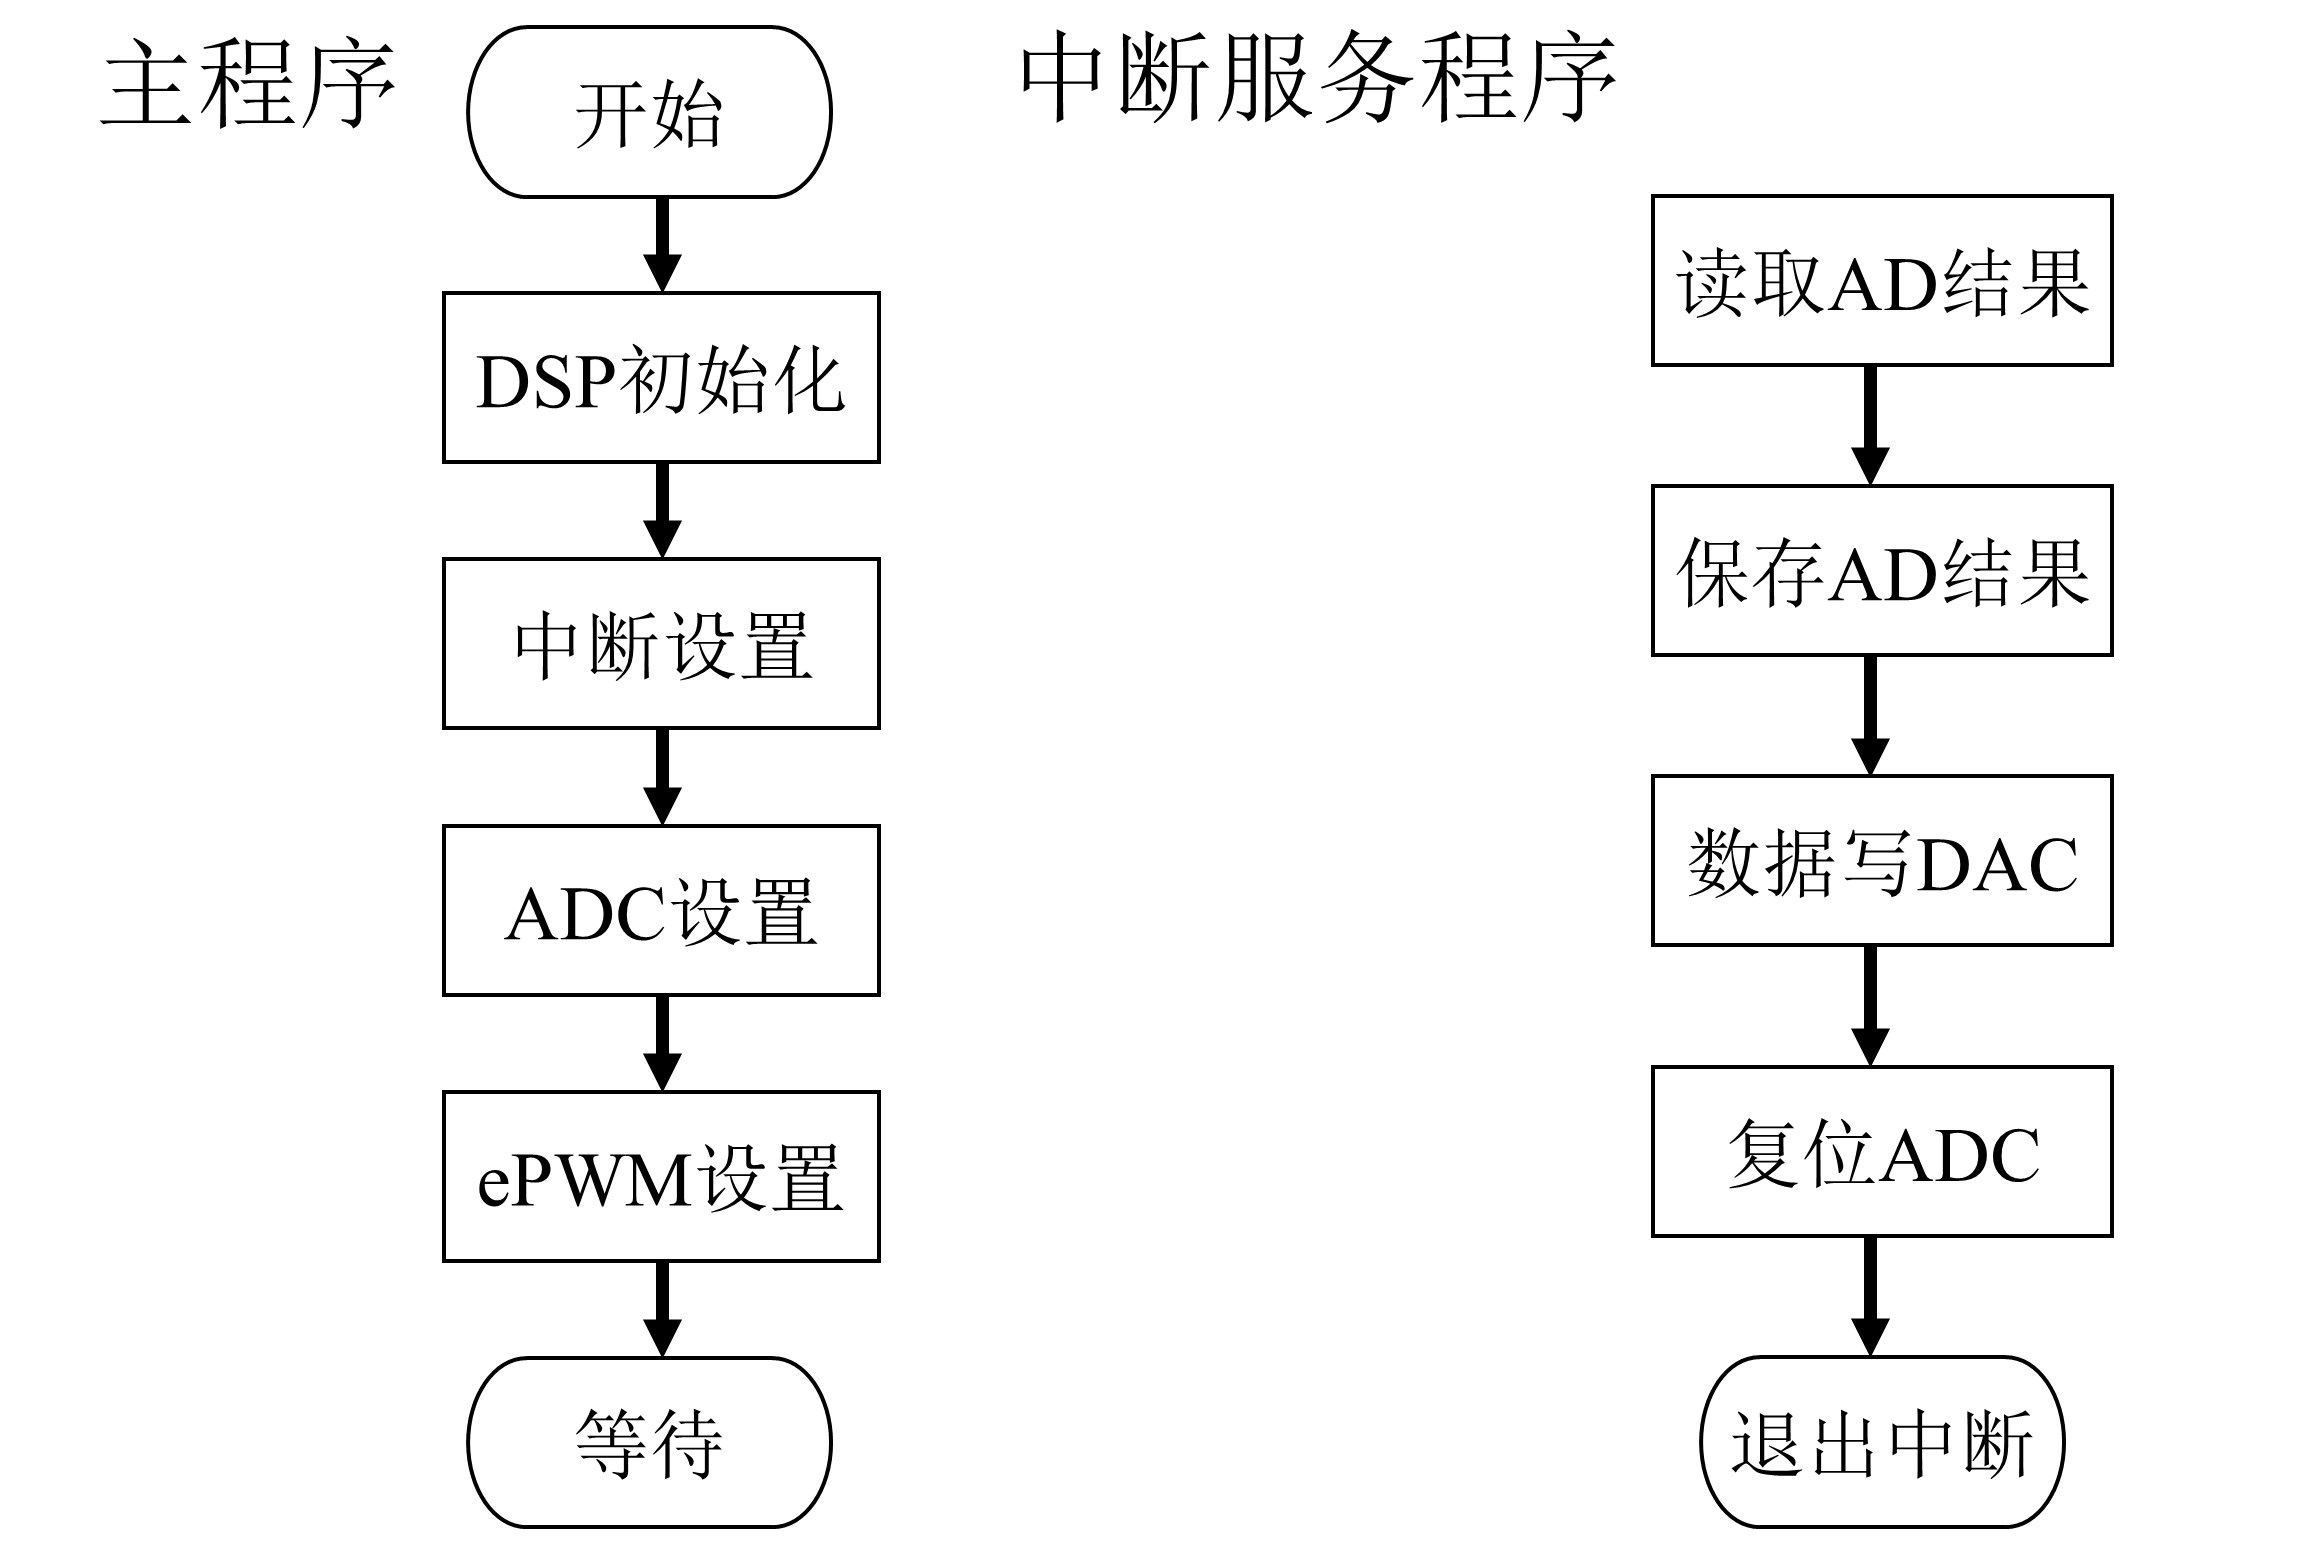 主程序
开始
DSP初始化
中断设置
ADC设置
ePWM设置
等待
中断服务程序
读取AD结果
保存AD结果
数据写DAC
复位ADC
退出中断